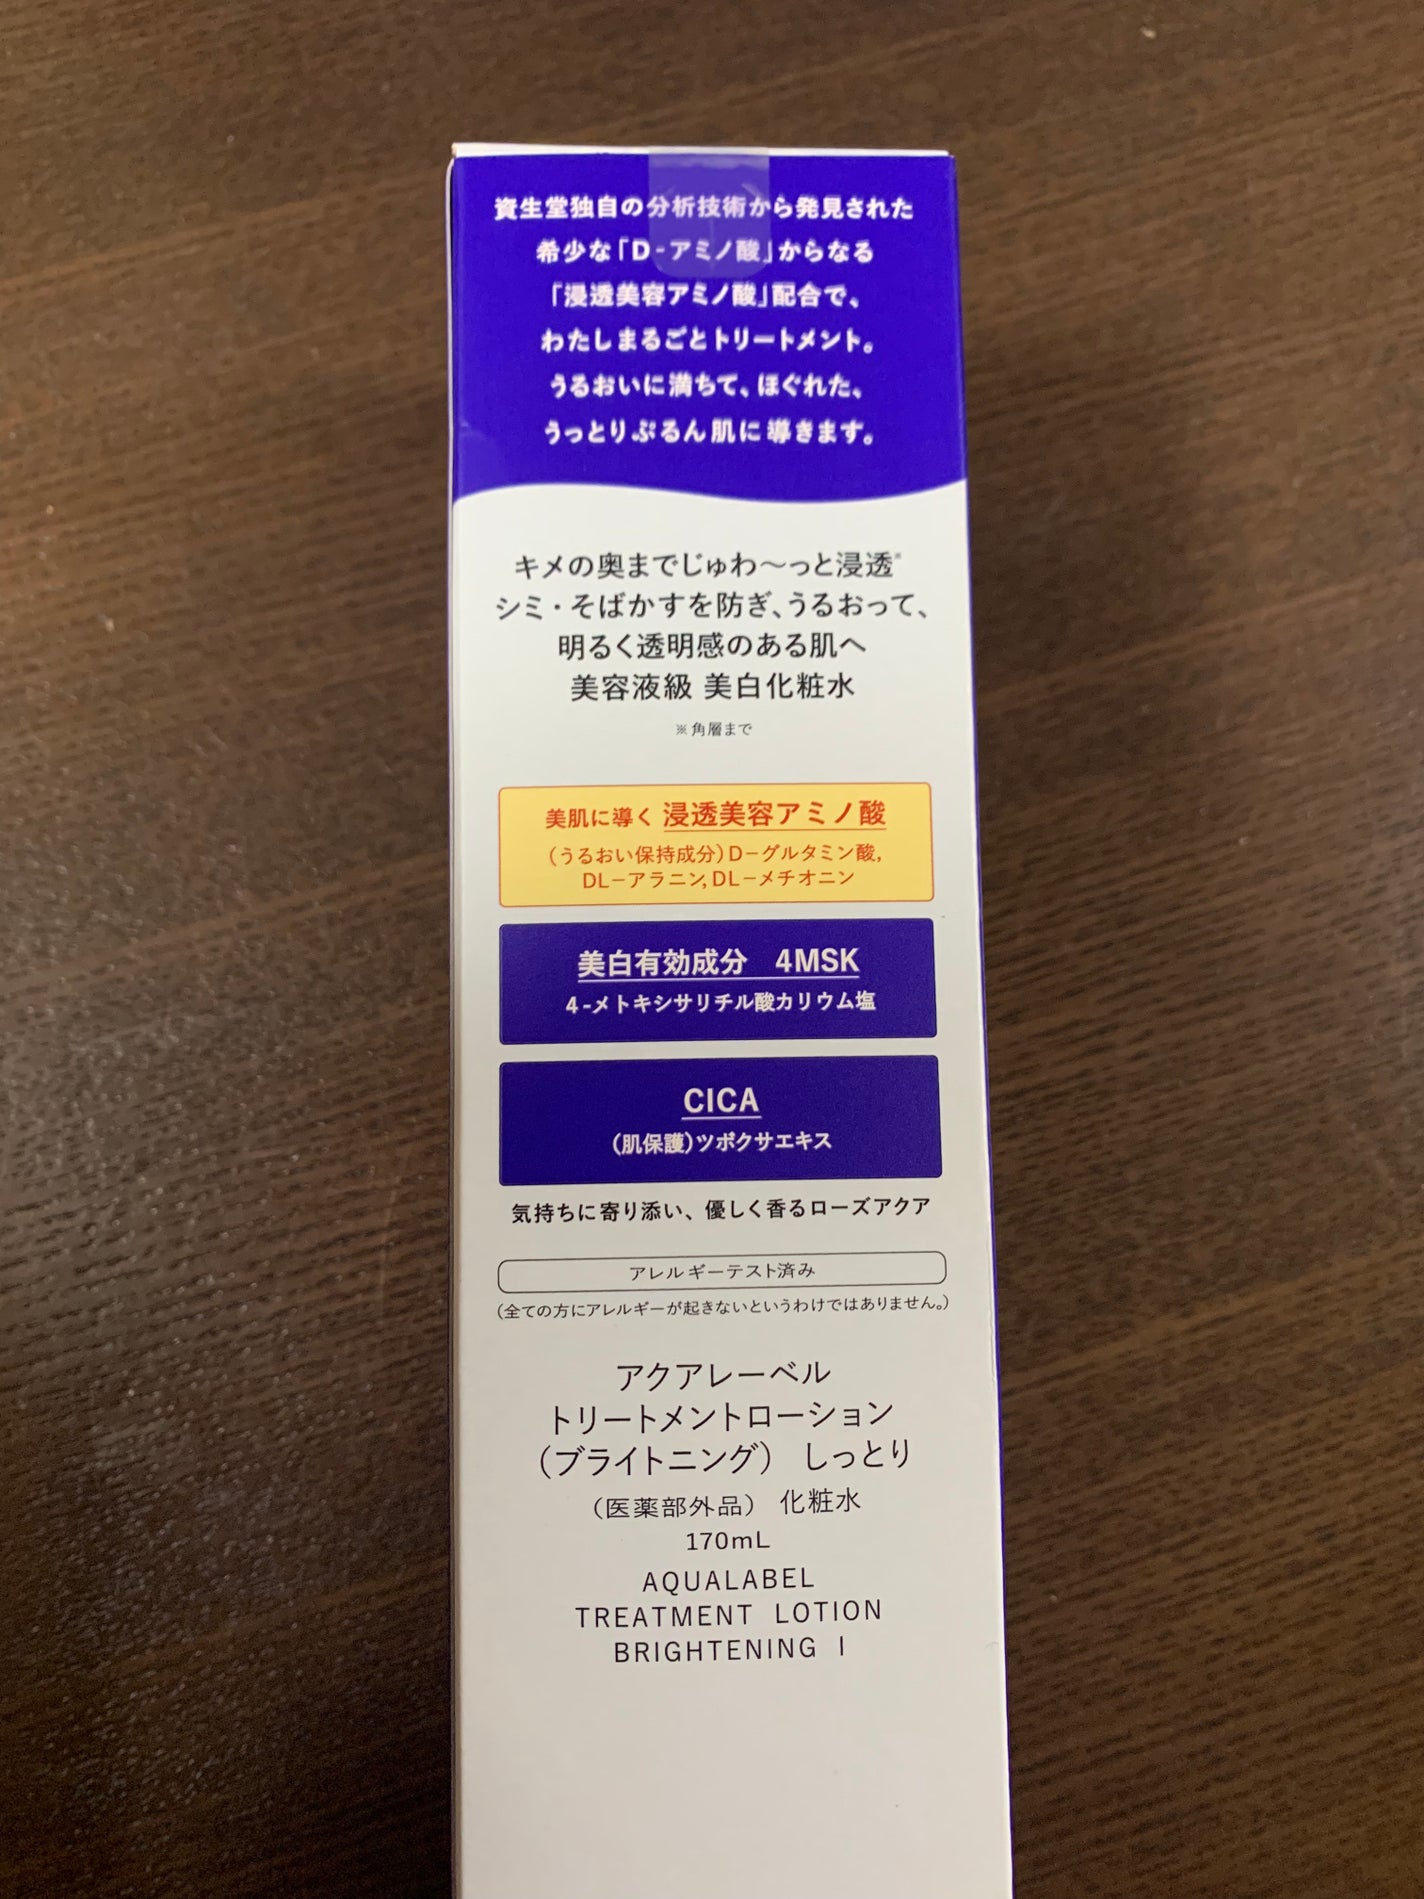 資生堂独自の分析技術から発見された
希少な「D-アミノ酸」からなる
「浸透美容アミノ酸」配合で、
わたしまるごとトリートメント。
うるおいに満ちて、ほぐれた、
うっとりぷるん肌に導きます。
キメの奥までじゅわ～っと浸透※
シミ・そばかすを防ぎ、うるおって、
明るく透明感のある肌へ
美容液級 美白化粧水
※角層まで
美肌に導く 浸透美容アミノ酸
（うるおい保持成分）D－グルタミン酸,
DL－アラニン, DL－メチオニン
美白有効成分　4MSK
4-メトキシサリチル酸カリウム塩
CICA
（肌保護）ツボクサエキス
気持ちに寄り添い、優しく香るローズアクア
アレルギーテスト済み
（全ての方にアレルギーが起きないというわけではありません。）
アクアレーベル
トリートメントローション
（ブライトニング）　しっとり
（医薬部外品）　化粧水
170mL
AQUALABEL
TREATMENT LOTION
BRIGHTENING I